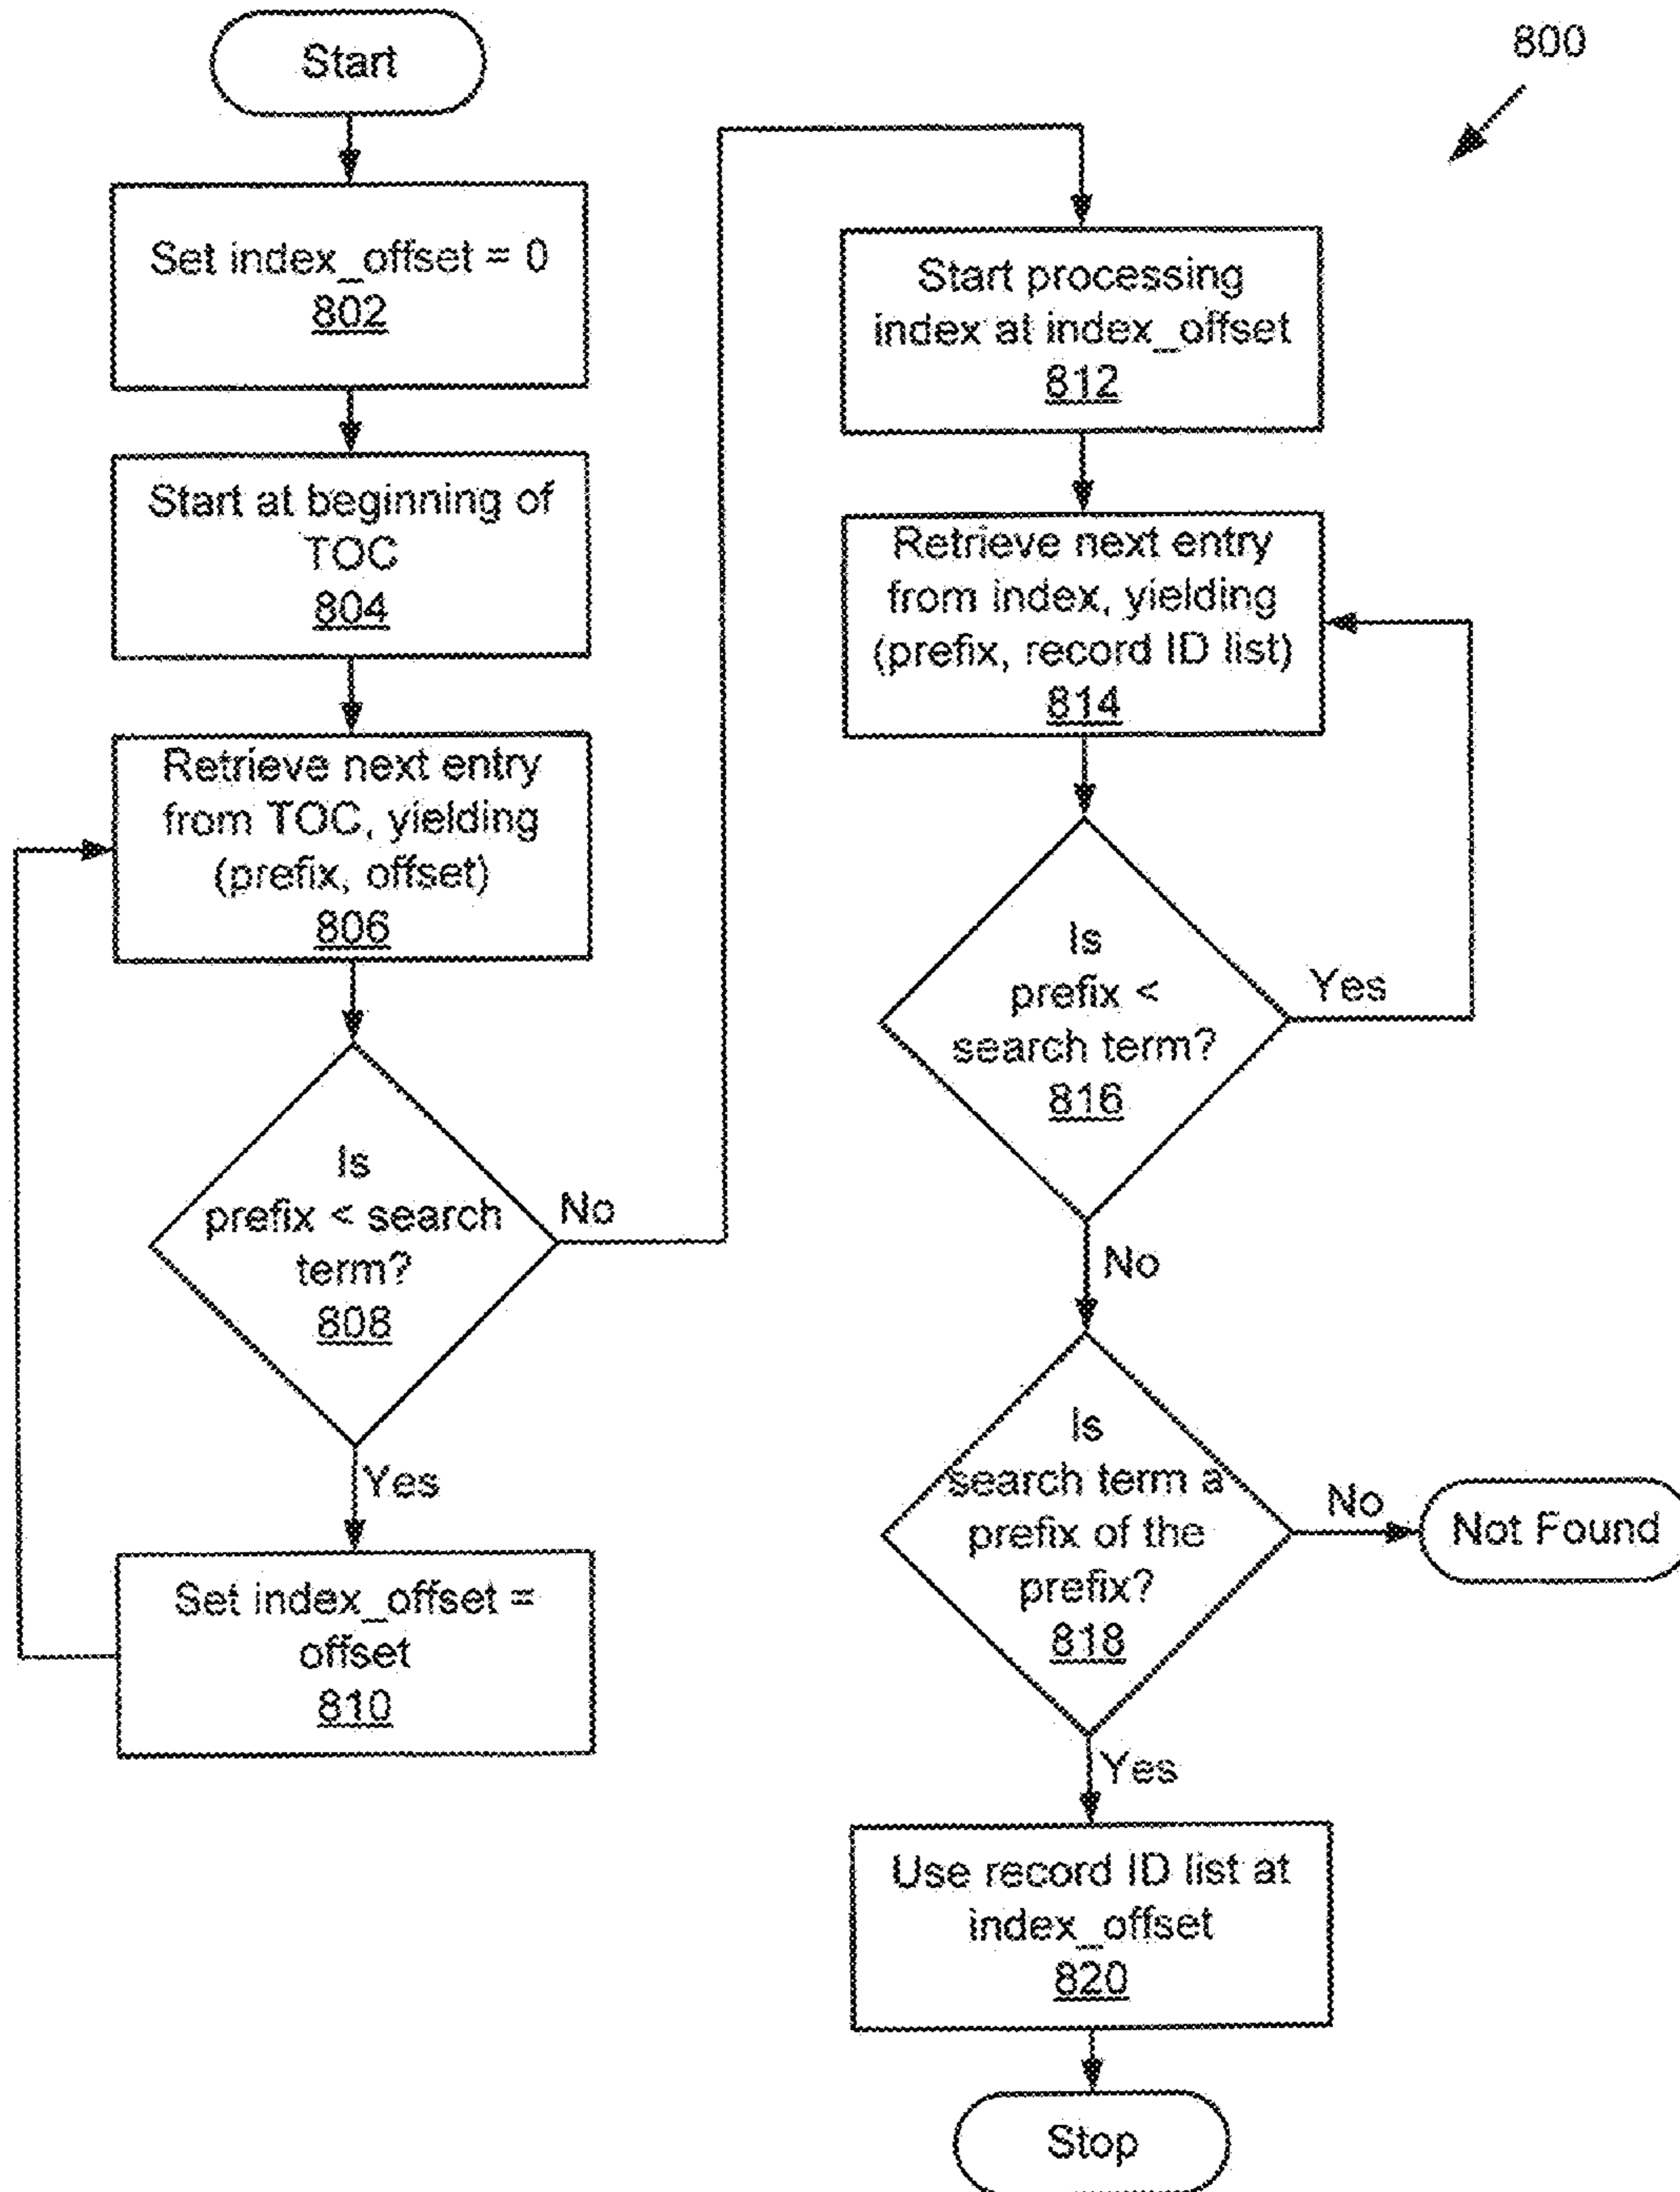 Start
800
Set index_offset = 0
802
Start at beginning of
TOC
804
Retrieve next entry
from TOC, yielding
(prefix, offset)
806
Is
prefix < search
term?
808
No
Yes
Set index_offset =
offset
810
Start processing
index at index_offset
812
Retrieve next entry
from index, yielding
(prefix, record ID list)
814
Is
prefix <
search term?
816
Yes
No
Is
search term a
prefix of the
prefix?
818
No
Not Found
Yes
Use record ID list at
index_offset
820
Stop